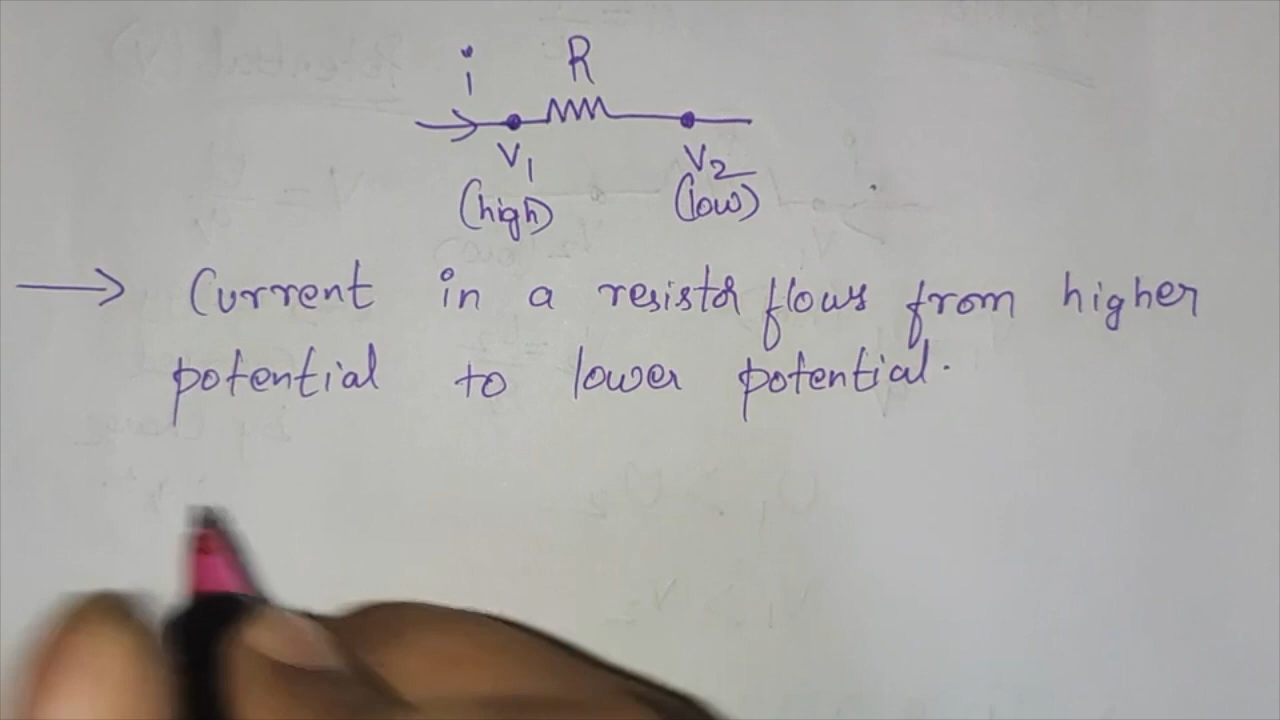 i R
V1 V2
(high) (low)
→ Current in a resistor flows from higher
potential to lower potential.